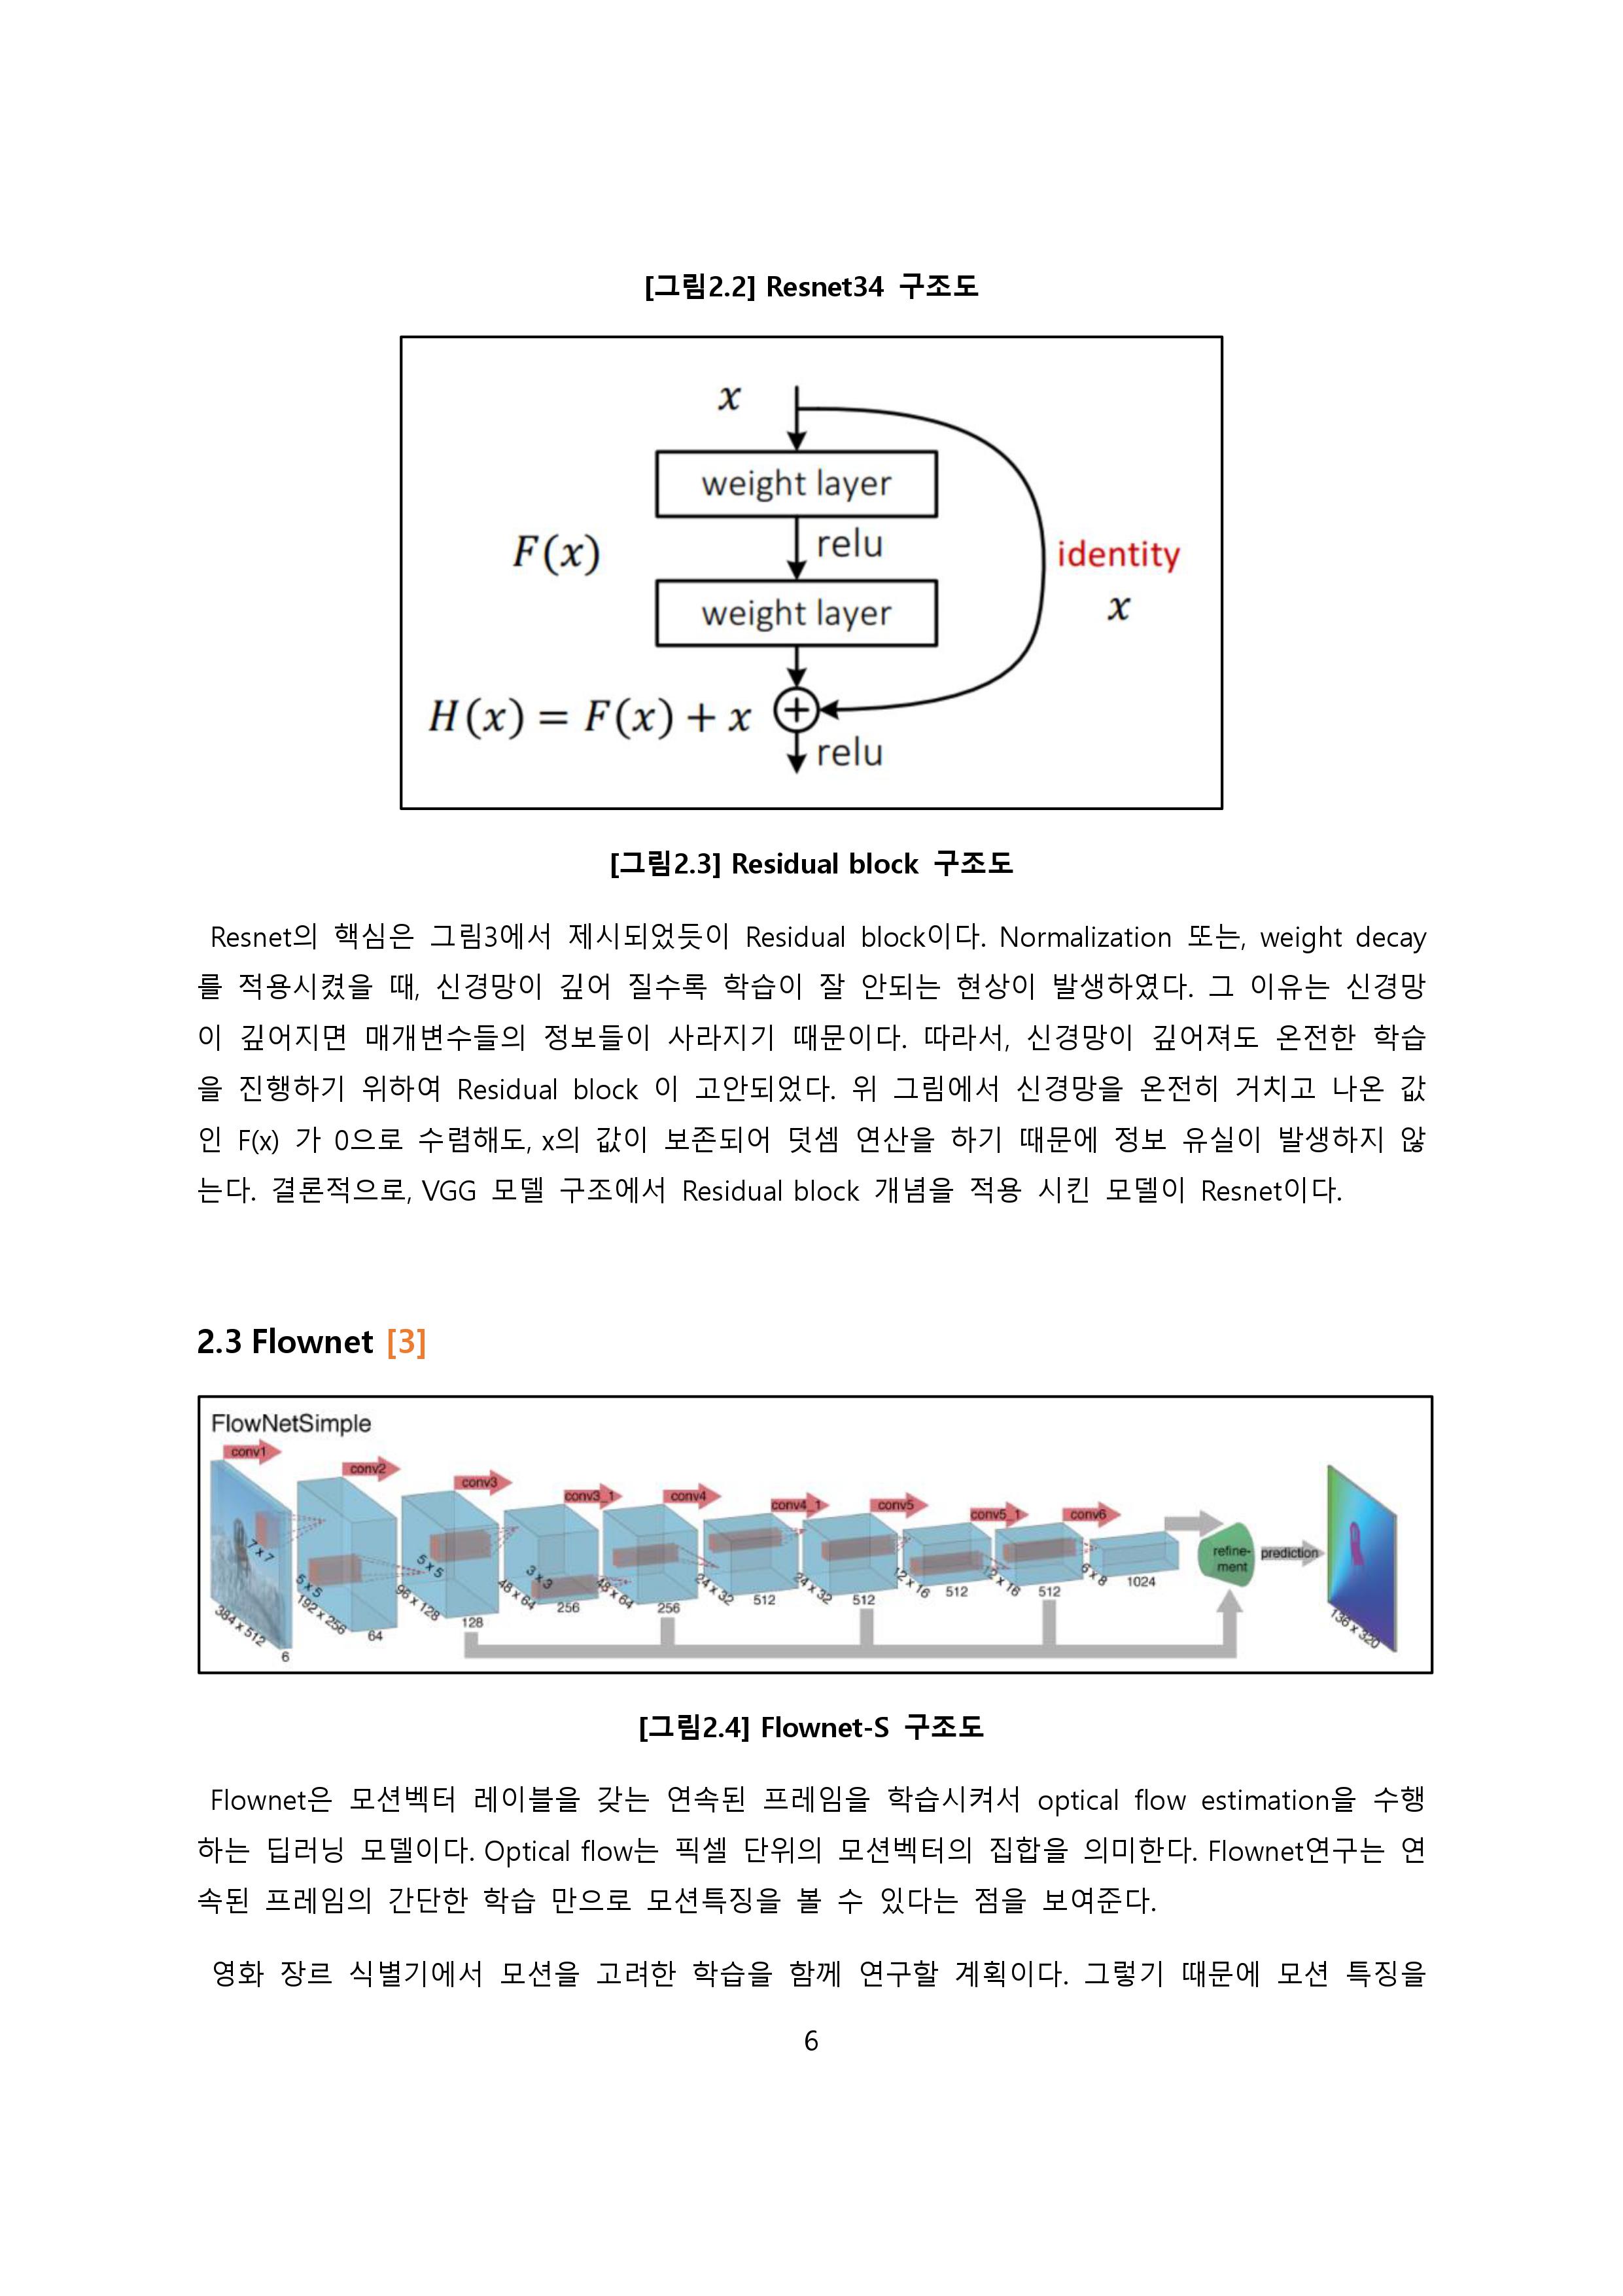 [그림2.2] Resnet34 구조도
x
weight layer
relu
F(x)
identity
x
weight layer
H(x) = F(x) + x
relu
[그림2.3] Residual block 구조도
Resnet의 핵심은 그림3에서 제시되었듯이 Residual block이다. Normalization 또는, weight decay
를 적용시켰을 때, 신경망이 깊어 질수록 학습이 잘 안되는 현상이 발생하였다. 그 이유는 신경망
이 깊어지면 매개변수들의 정보들이 사라지기 때문이다. 따라서, 신경망이 깊어져도 온전한 학습
을 진행하기 위하여 Residual block 이 고안되었다. 위 그림에서 신경망을 온전히 거치고 나온 값
인 F(x) 가 0으로 수렴해도, x의 값이 보존되어 덧셈 연산을 하기 때문에 정보 유실이 발생하지 않
는다. 결론적으로, VGG 모델 구조에서 Residual block 개념을 적용 시킨 모델이 Resnet이다.
2.3 Flownet [3]
FlowNetSimple
conv1
conv2
conv3
conv3_1
conv4
conv4_1
conv5
conv5_1
conv6
7 x 7
5 x 5
5 x 5
3 x 3
384 x 512
192 x 256
96 x 128
48 x 64
48 x 64
24 x 32
24 x 32
12 x 16
12 x 16
6 x 8
6
64
128
256
256
512
512
512
512
1024
refine-
ment
prediction
136 x 320
[그림2.4] Flownet-S 구조도
Flownet은 모션벡터 레이블을 갖는 연속된 프레임을 학습시켜서 optical flow estimation을 수행
하는 딥러닝 모델이다. Optical flow는 픽셀 단위의 모션벡터의 집합을 의미한다. Flownet연구는 연
속된 프레임의 간단한 학습 만으로 모션특징을 볼 수 있다는 점을 보여준다.
영화 장르 식별기에서 모션을 고려한 학습을 함께 연구할 계획이다. 그렇기 때문에 모션 특징을
6